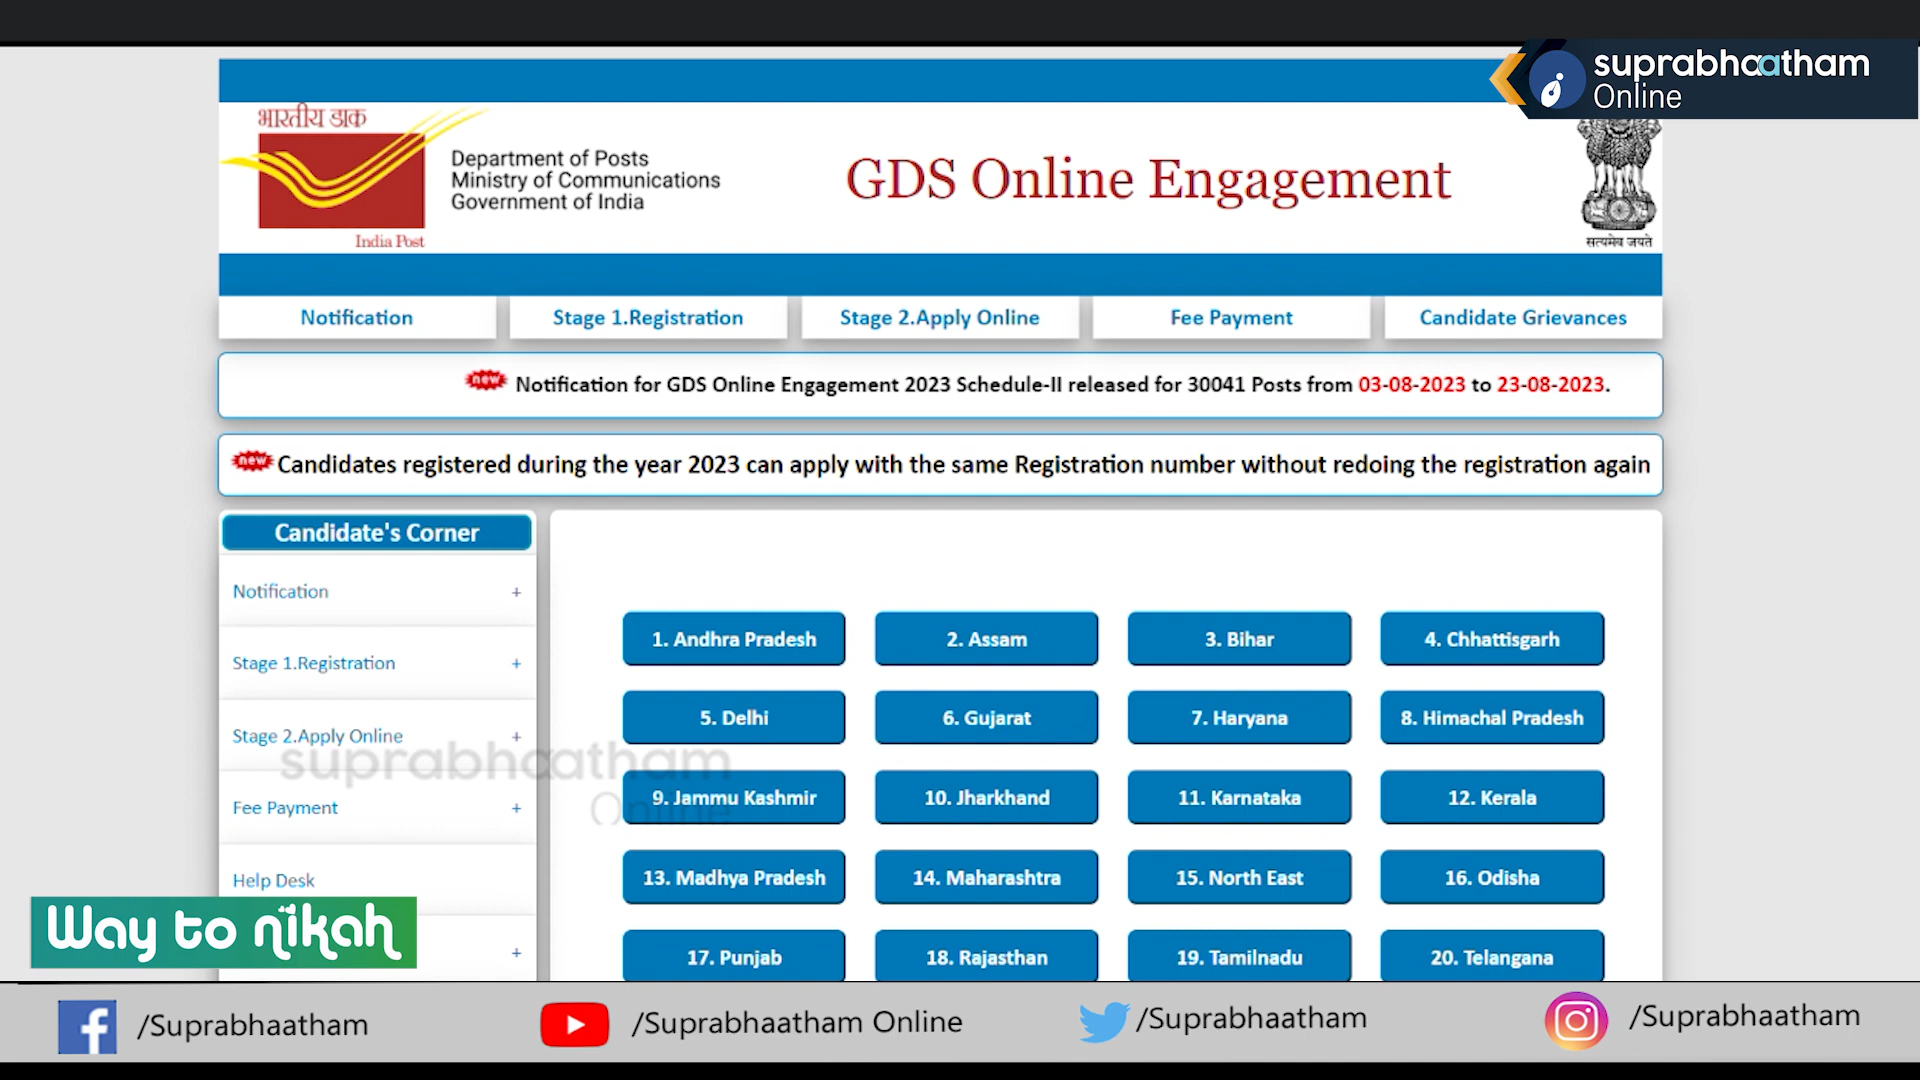 suprabhaatham
Online
भारतीय डाक
India Post
Department of Posts
Ministry of Communications
Government of India
GDS Online Engagement
सत्यमेव जयते
Notification
Stage 1.Registration
Stage 2.Apply Online
Fee Payment
Candidate Grievances
new Notification for GDS Online Engagement 2023 Schedule-II released for 30041 Posts from 03-08-2023 to 23-08-2023.
new Candidates registered during the year 2023 can apply with the same Registration number without redoing the registration again
Candidate's Corner
Notification +
Stage 1.Registration +
Stage 2.Apply Online +
Fee Payment +
Help Desk
+
1. Andhra Pradesh
2. Assam
3. Bihar
4. Chhattisgarh
5. Delhi
6. Gujarat
7. Haryana
8. Himachal Pradesh
9. Jammu Kashmir
10. Jharkhand
11. Karnataka
12. Kerala
13. Madhya Pradesh
14. Maharashtra
15. North East
16. Odisha
17. Punjab
18. Rajasthan
19. Tamilnadu
20. Telangana
suprabhaatham
Online
Way to nikah
/Suprabhaatham
/Suprabhaatham Online
/Suprabhaatham
/Suprabhaatham